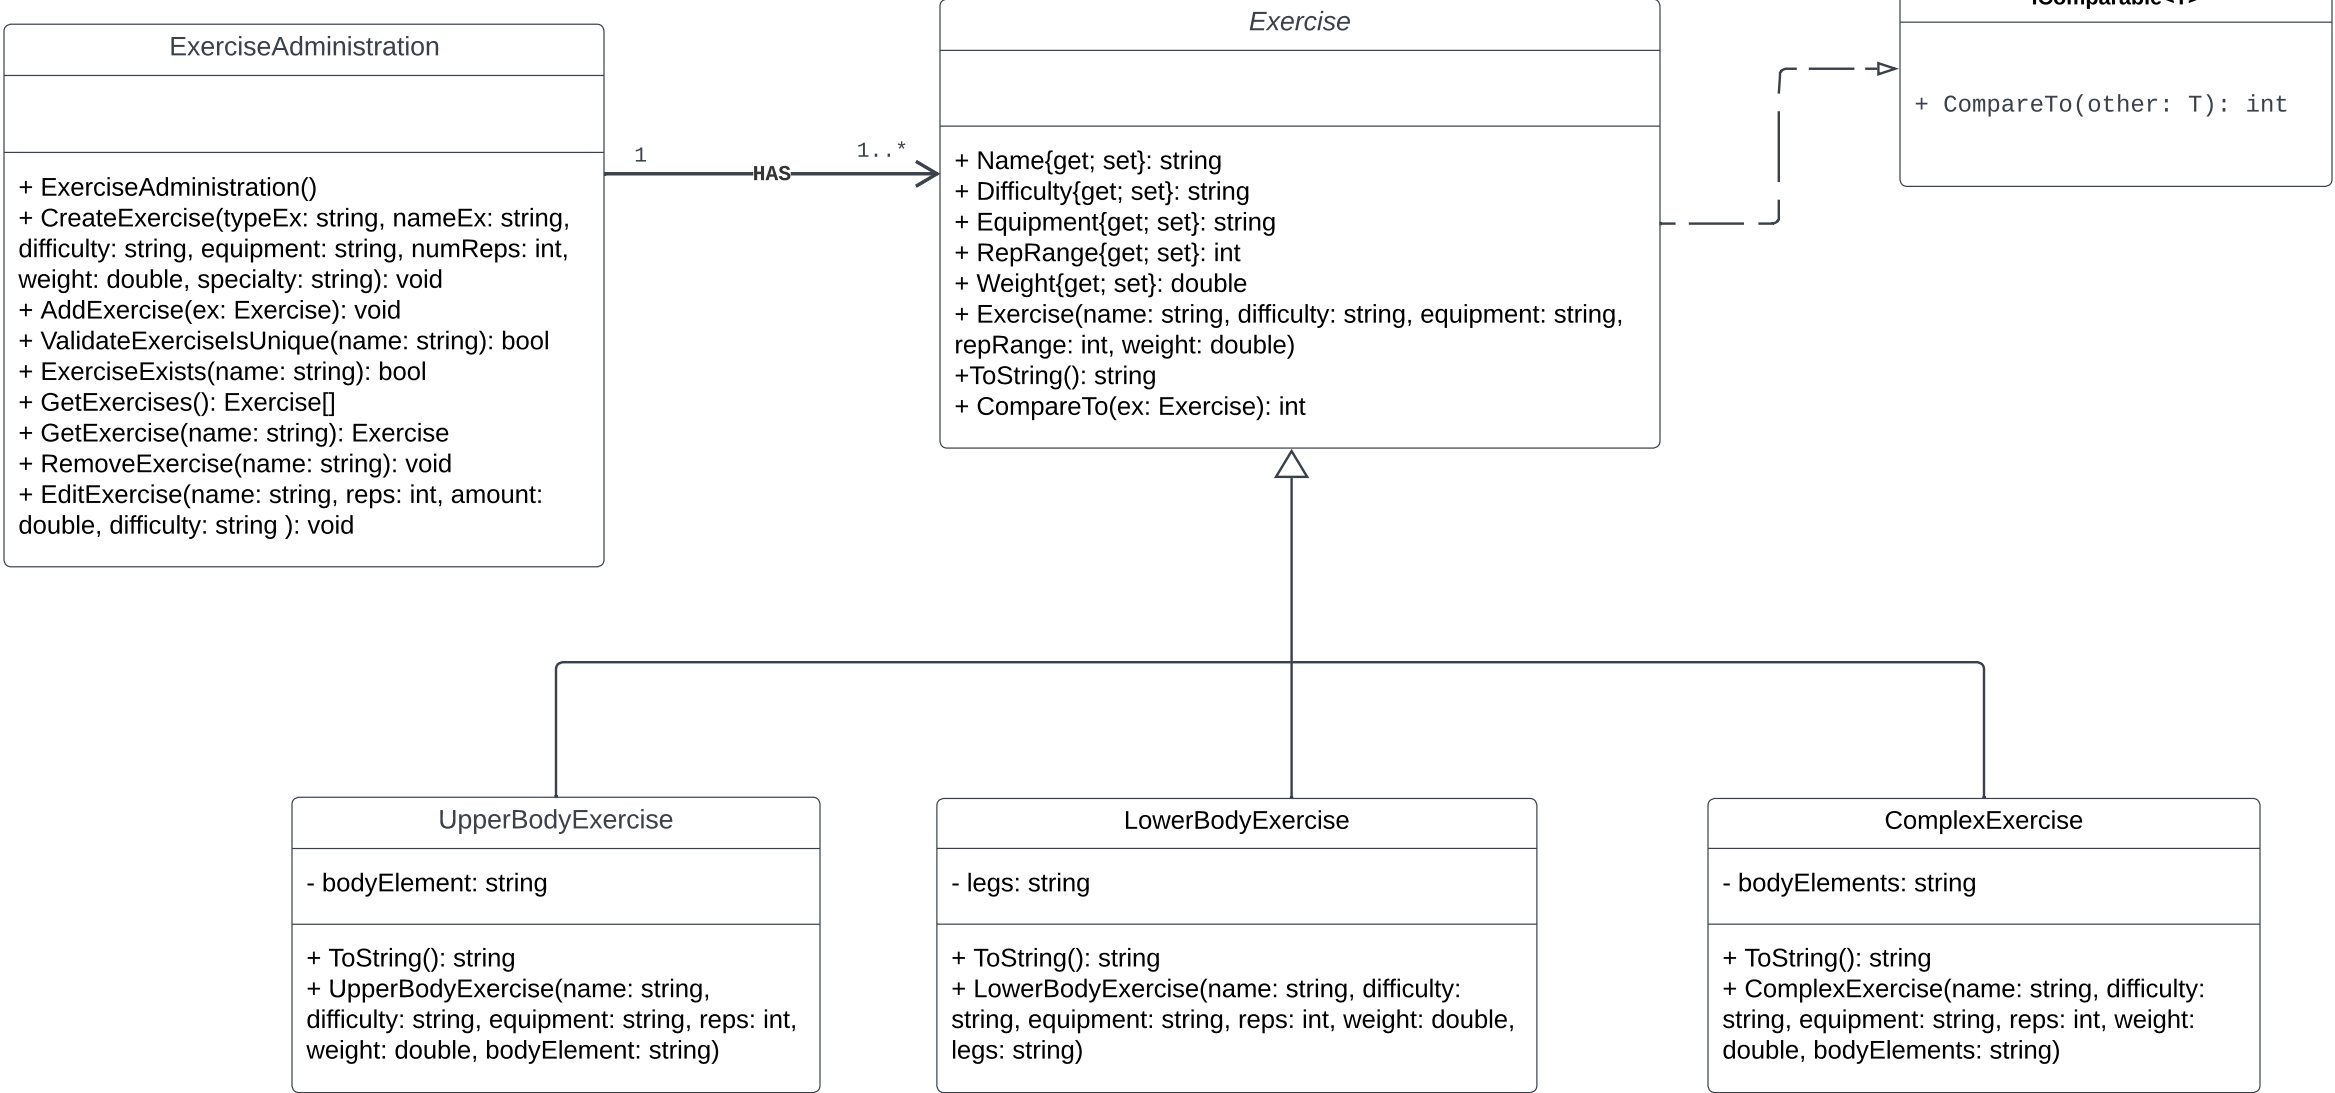 ExerciseAdministration
+ ExerciseAdministration()
+ CreateExercise(typeEx: string, nameEx: string,
difficulty: string, equipment: string, numReps: int,
weight: double, specialty: string): void
+ AddExercise(ex: Exercise): void
+ ValidateExerciseIsUnique(name: string): bool
+ ExerciseExists(name: string): bool
+ GetExercises(): Exercise[]
+ GetExercise(name: string): Exercise
+ RemoveExercise(name: string): void
+ EditExercise(name: string, reps: int, amount:
double, difficulty: string ): void
1
HAS
1..*
Exercise
+ Name{get; set}: string
+ Difficulty{get; set}: string
+ Equipment{get; set}: string
+ RepRange{get; set}: int
+ Weight{get; set}: double
+ Exercise(name: string, difficulty: string, equipment: string,
repRange: int, weight: double)
+ToString(): string
+ CompareTo(ex: Exercise): int
IComparable<T>
+ CompareTo(other: T): int
UpperBodyExercise
- bodyElement: string
+ ToString(): string
+ UpperBodyExercise(name: string,
difficulty: string, equipment: string, reps: int,
weight: double, bodyElement: string)
LowerBodyExercise
- legs: string
+ ToString(): string
+ LowerBodyExercise(name: string, difficulty:
string, equipment: string, reps: int, weight: double,
legs: string)
ComplexExercise
- bodyElements: string
+ ToString(): string
+ ComplexExercise(name: string, difficulty:
string, equipment: string, reps: int, weight:
double, bodyElements: string)